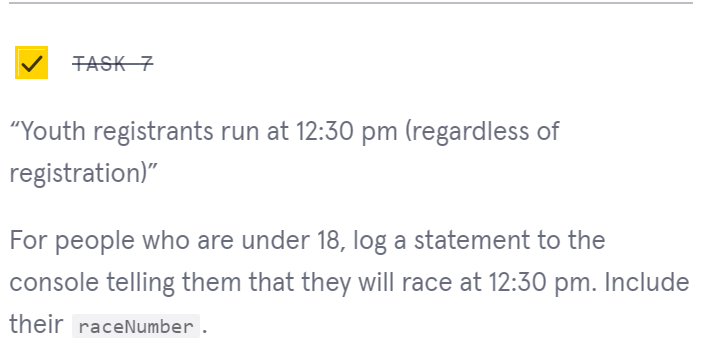 TASK 7
“Youth registrants run at 12:30 pm (regardless of
registration)”
For people who are under 18, log a statement to the
console telling them that they will race at 12:30 pm. Include
their raceNumber.